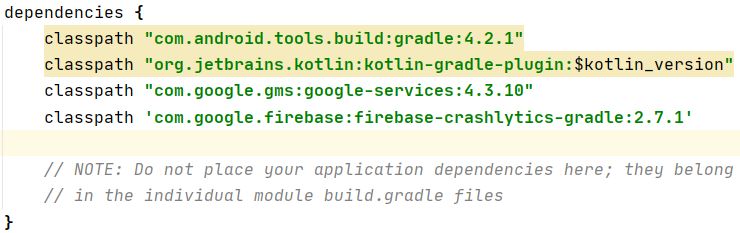 dependencies {
    classpath "com.android.tools.build:gradle:4.2.1"
    classpath "org.jetbrains.kotlin:kotlin-gradle-plugin:$kotlin_version"
    classpath "com.google.gms:google-services:4.3.10"
    classpath 'com.google.firebase:firebase-crashlytics-gradle:2.7.1'
    // NOTE: Do not place your application dependencies here; they belong
    // in the individual module build.gradle files
}